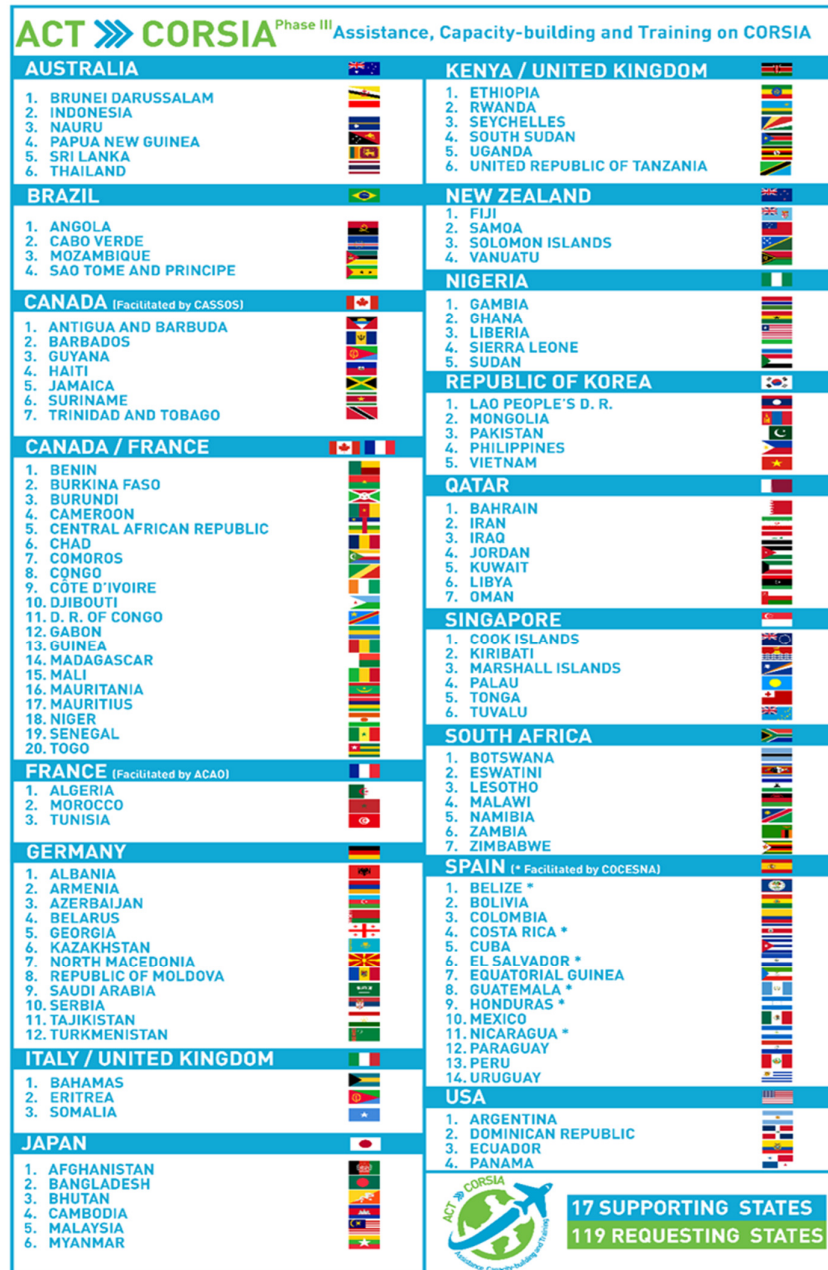 ACT >>> CORSIA Phase III Assistance, Capacity-building and Training on CORSIA
AUSTRALIA
1. BRUNEI DARUSSALAM
2. INDONESIA
3. NAURU
4. PAPUA NEW GUINEA
5. SRI LANKA
6. THAILAND
BRAZIL
1. ANGOLA
2. CABO VERDE
3. MOZAMBIQUE
4. SAO TOME AND PRINCIPE
CANADA (Facilitated by CASSOS)
1. ANTIGUA AND BARBUDA
2. BARBADOS
3. GUYANA
4. HAITI
5. JAMAICA
6. SURINAME
7. TRINIDAD AND TOBAGO
CANADA / FRANCE
1. BENIN
2. BURKINA FASO
3. BURUNDI
4. CAMEROON
5. CENTRAL AFRICAN REPUBLIC
6. CHAD
7. COMOROS
8. CONGO
9. CÔTE D'IVOIRE
10. DJIBOUTI
11. D. R. OF CONGO
12. GABON
13. GUINEA
14. MADAGASCAR
15. MALI
16. MAURITANIA
17. MAURITIUS
18. NIGER
19. SENEGAL
20. TOGO
FRANCE (Facilitated by ACAO)
1. ALGERIA
2. MOROCCO
3. TUNISIA
GERMANY
1. ALBANIA
2. ARMENIA
3. AZERBAIJAN
4. BELARUS
5. GEORGIA
6. KAZAKHSTAN
7. NORTH MACEDONIA
8. REPUBLIC OF MOLDOVA
9. SAUDI ARABIA
10. SERBIA
11. TAJIKISTAN
12. TURKMENISTAN
ITALY / UNITED KINGDOM
1. BAHAMAS
2. ERITREA
3. SOMALIA
JAPAN
1. AFGHANISTAN
2. BANGLADESH
3. BHUTAN
4. CAMBODIA
5. MALAYSIA
6. MYANMAR
KENYA / UNITED KINGDOM
1. ETHIOPIA
2. RWANDA
3. SEYCHELLES
4. SOUTH SUDAN
5. UGANDA
6. UNITED REPUBLIC OF TANZANIA
NEW ZEALAND
1. FIJI
2. SAMOA
3. SOLOMON ISLANDS
4. VANUATU
NIGERIA
1. GAMBIA
2. GHANA
3. LIBERIA
4. SIERRA LEONE
5. SUDAN
REPUBLIC OF KOREA
1. LAO PEOPLE'S D. R.
2. MONGOLIA
3. PAKISTAN
4. PHILIPPINES
5. VIETNAM
QATAR
1. BAHRAIN
2. IRAN
3. IRAQ
4. JORDAN
5. KUWAIT
6. LIBYA
7. OMAN
SINGAPORE
1. COOK ISLANDS
2. KIRIBATI
3. MARSHALL ISLANDS
4. PALAU
5. TONGA
6. TUVALU
SOUTH AFRICA
1. BOTSWANA
2. ESWATINI
3. LESOTHO
4. MALAWI
5. NAMIBIA
6. ZAMBIA
7. ZIMBABWE
SPAIN (* Facilitated by COCESNA)
1. BELIZE *
2. BOLIVIA
3. COLOMBIA
4. COSTA RICA *
5. CUBA
6. EL SALVADOR *
7. EQUATORIAL GUINEA
8. GUATEMALA *
9. HONDURAS *
10. MEXICO
11. NICARAGUA *
12. PARAGUAY
13. PERU
14. URUGUAY
USA
1. ARGENTINA
2. DOMINICAN REPUBLIC
3. ECUADOR
4. PANAMA
ACT >>> CORSIA
Assistance, Capacity-building and Training
17 SUPPORTING STATES
119 REQUESTING STATES